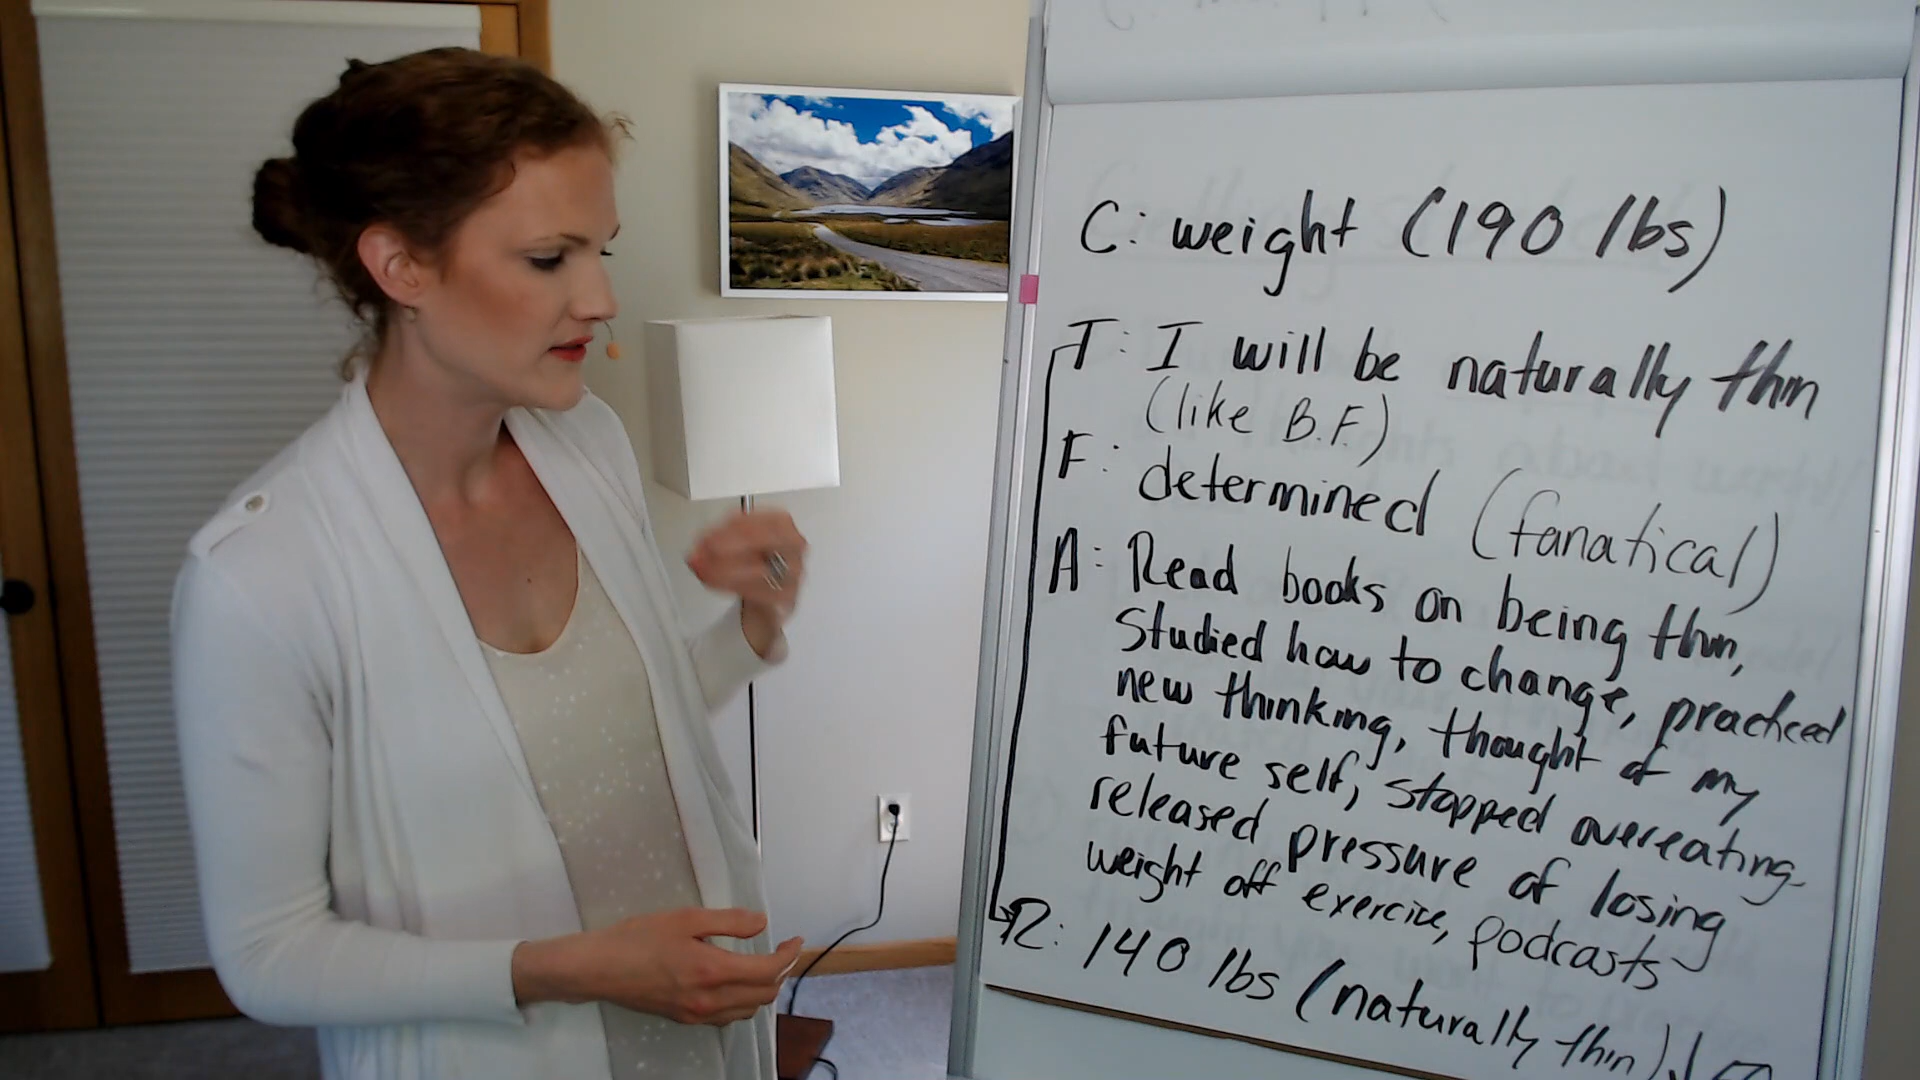 C: weight (190 lbs)
T: I will be naturally thin
(like B.F.)
F: determined (fanatical)
A: Read books on being thin,
Studied how to change, practiced
new thinking, thought of my
future self, stopped overeating,
released pressure of losing
weight off exercise, podcasts
R: 140 lbs (naturally thin)